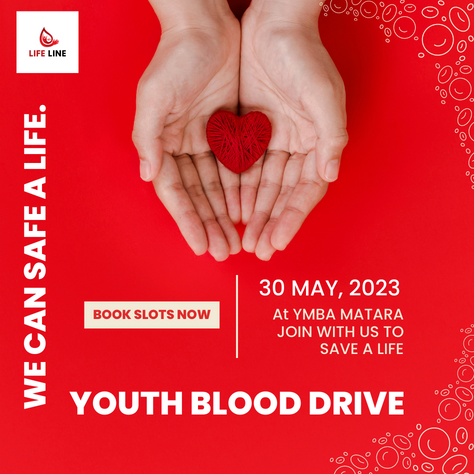 LIFE LINE
WE CAN SAFE A LIFE.
BOOK SLOTS NOW
30 MAY, 2023
At YMBA MATARA
JOIN WITH US TO
SAVE A LIFE
YOUTH BLOOD DRIVE